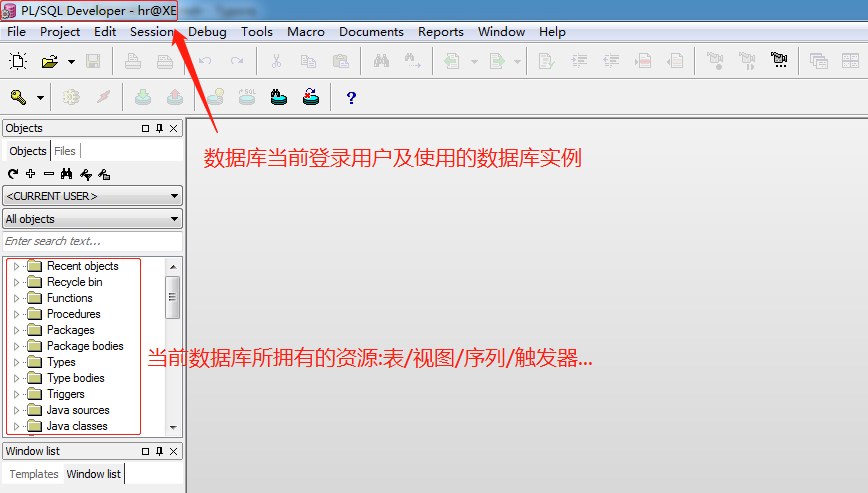 PL/SQL Developer - hr@XE
File Project Edit Session Debug Tools Macro Documents Reports Window Help
SQL
Objects
数据库当前登录用户及使用的数据库实例
Objects Files
<CURRENT USER>
All objects
Enter search text...
Recent objects
Recycle bin
Functions
Procedures
Packages
Package bodies
当前数据库所拥有的资源:表/视图/序列/触发器...
Types
Type bodies
Triggers
Java sources
Java classes
Window list
Templates Window list